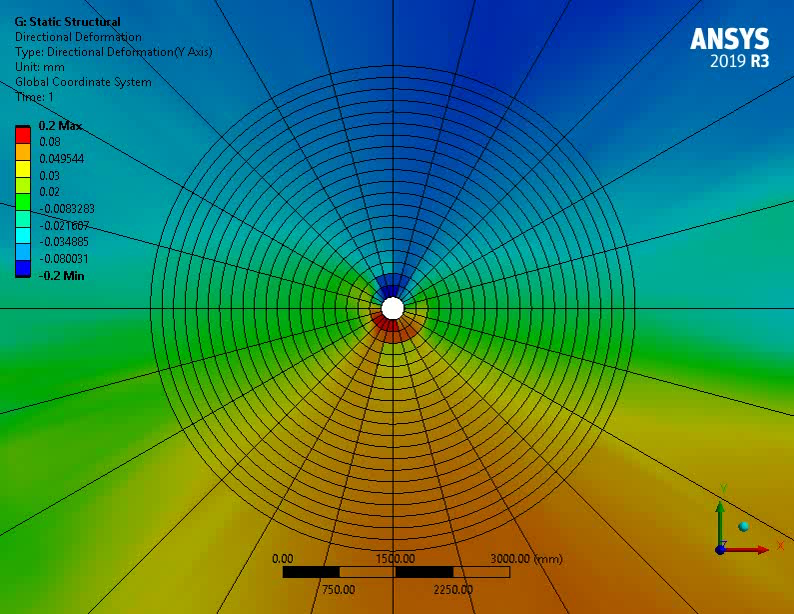 G: Static Structural
Directional Deformation
Type: Directional Deformation(Y Axis)
Unit: mm
Global Coordinate System
Time: 1
0.2 Max
0.08
0.049544
0.03
0.02
-0.0083283
-0.021607
-0.034885
-0.080031
-0.2 Min
ANSYS
2019 R3
0.00 1500.00 3000.00 (mm)
750.00 2250.00
Y
Z X